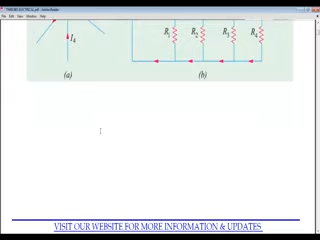 I4
R1 R2 R3 R4
(a) (b)
VISIT OUR WEBSITE FOR MORE INFORMATION & UPDATES